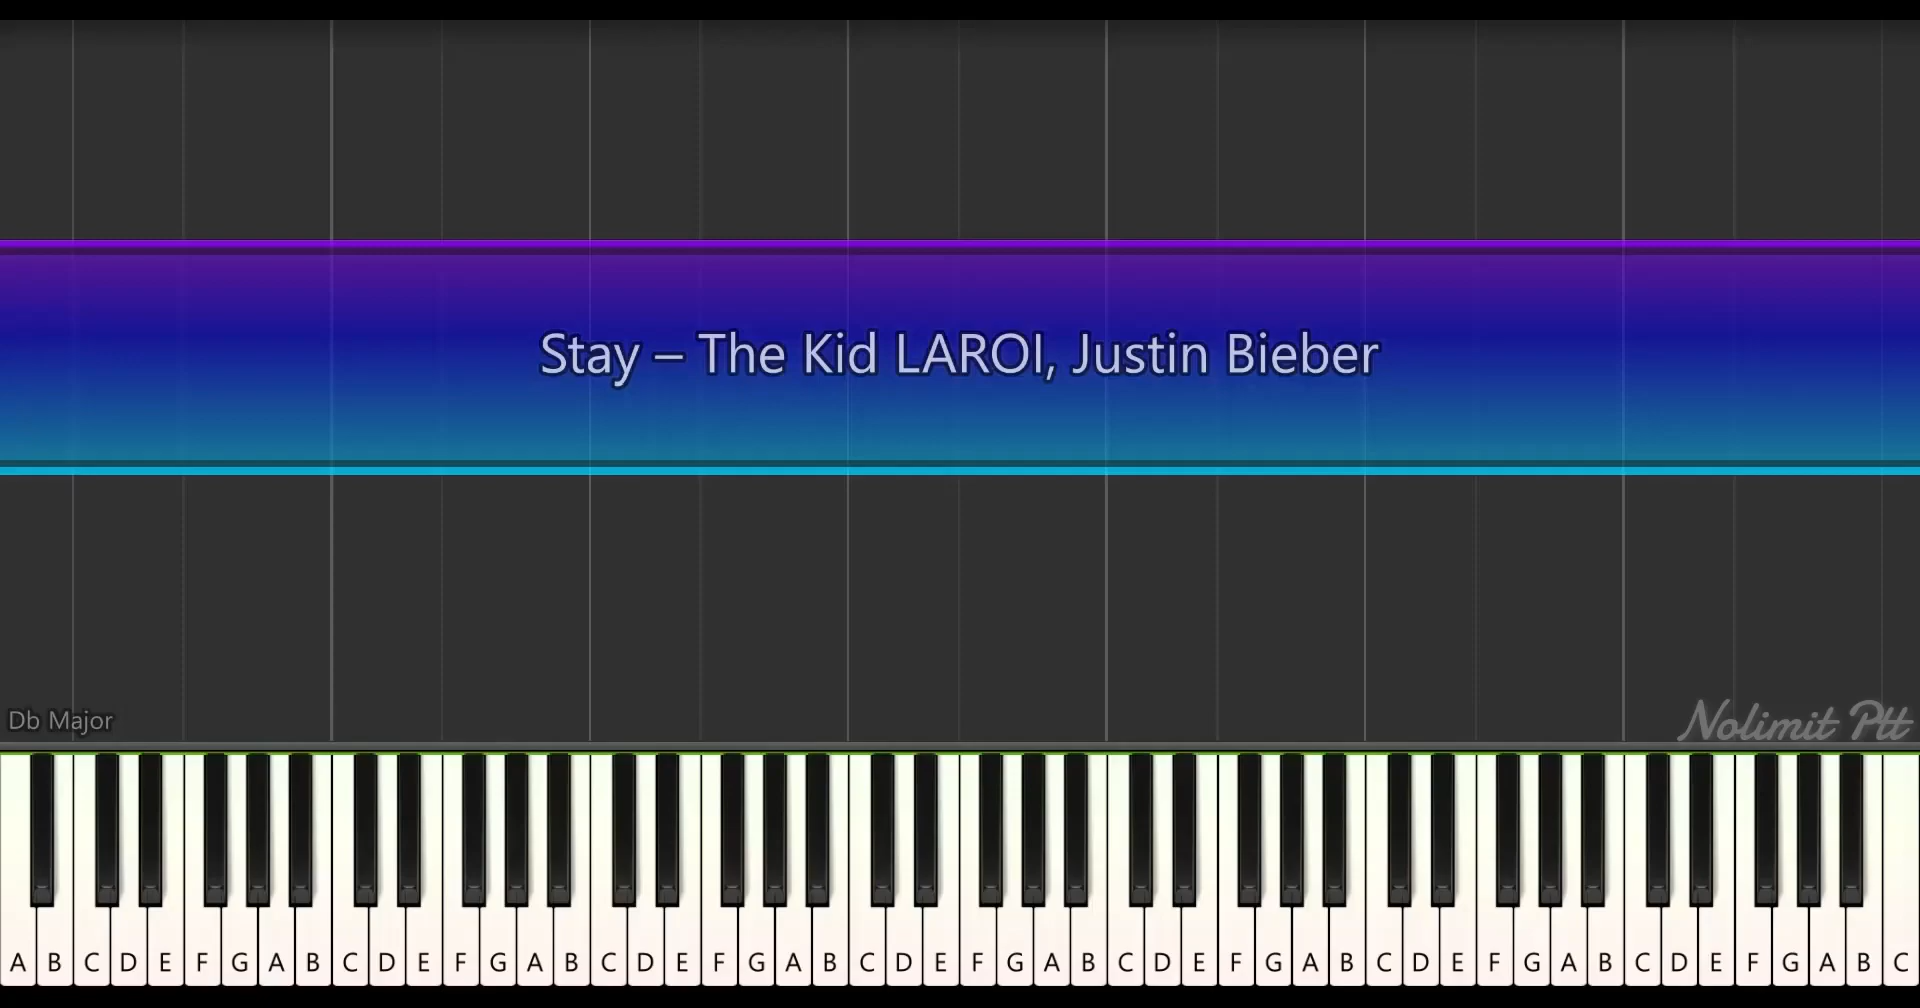 Stay – The Kid LAROI, Justin Bieber
Db Major
Nolimit Ptt
A B C D E F G A B C D E F G A B C D E F G A B C D E F G A B C D E F G A B C D E F G A B C D E F G A B C